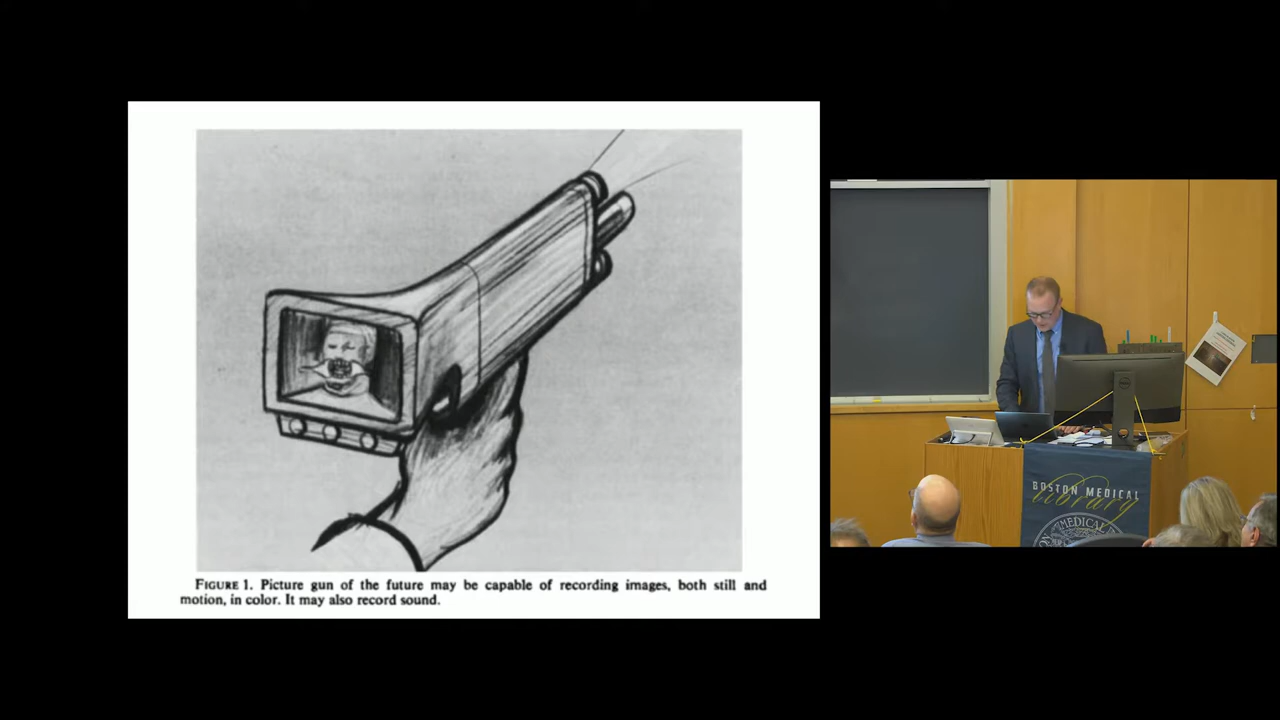 FIGURE 1. Picture gun of the future may be capable of recording images, both still and
motion, in color. It may also record sound.
BOSTON MEDICAL
library
MEDICAL